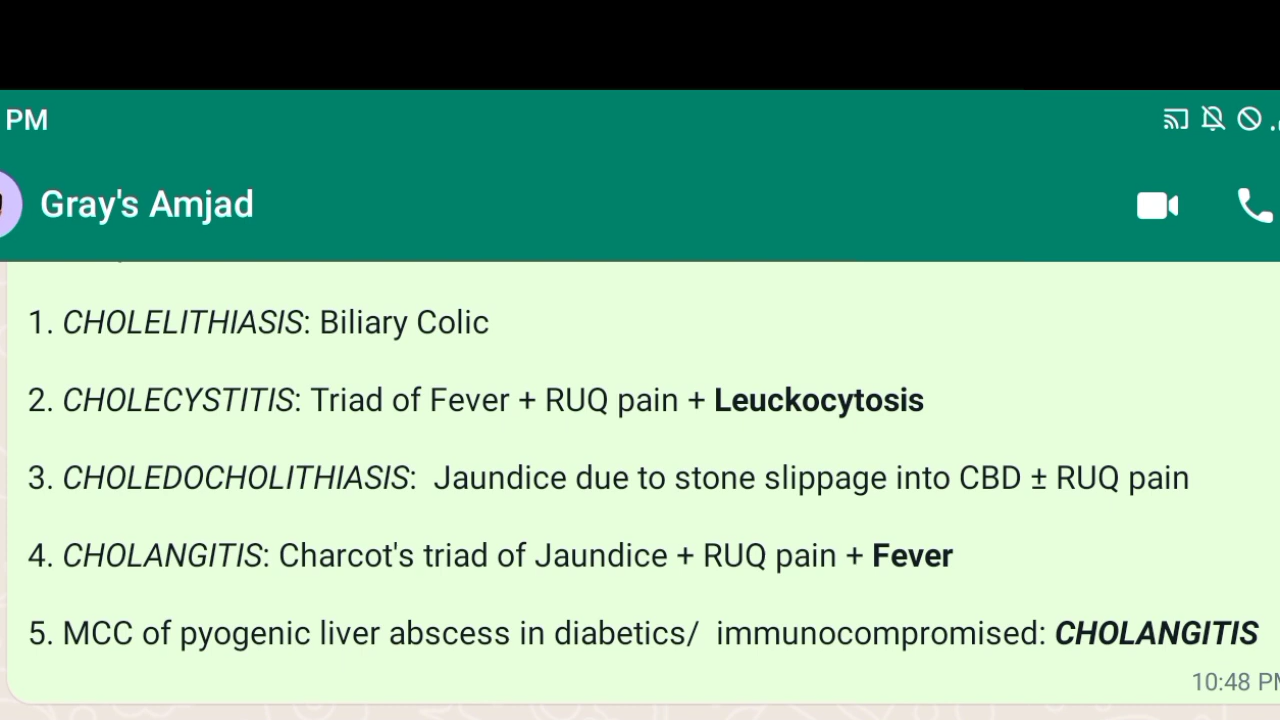 PM
Gray's Amjad
1. CHOLELITHIASIS: Biliary Colic
2. CHOLECYSTITIS: Triad of Fever + RUQ pain + Leuckocytosis
3. CHOLEDOCHOLITHIASIS:  Jaundice due to stone slippage into CBD ± RUQ pain
4. CHOLANGITIS: Charcot's triad of Jaundice + RUQ pain + Fever
5. MCC of pyogenic liver abscess in diabetics/  immunocompromised: CHOLANGITIS
10:48 PM